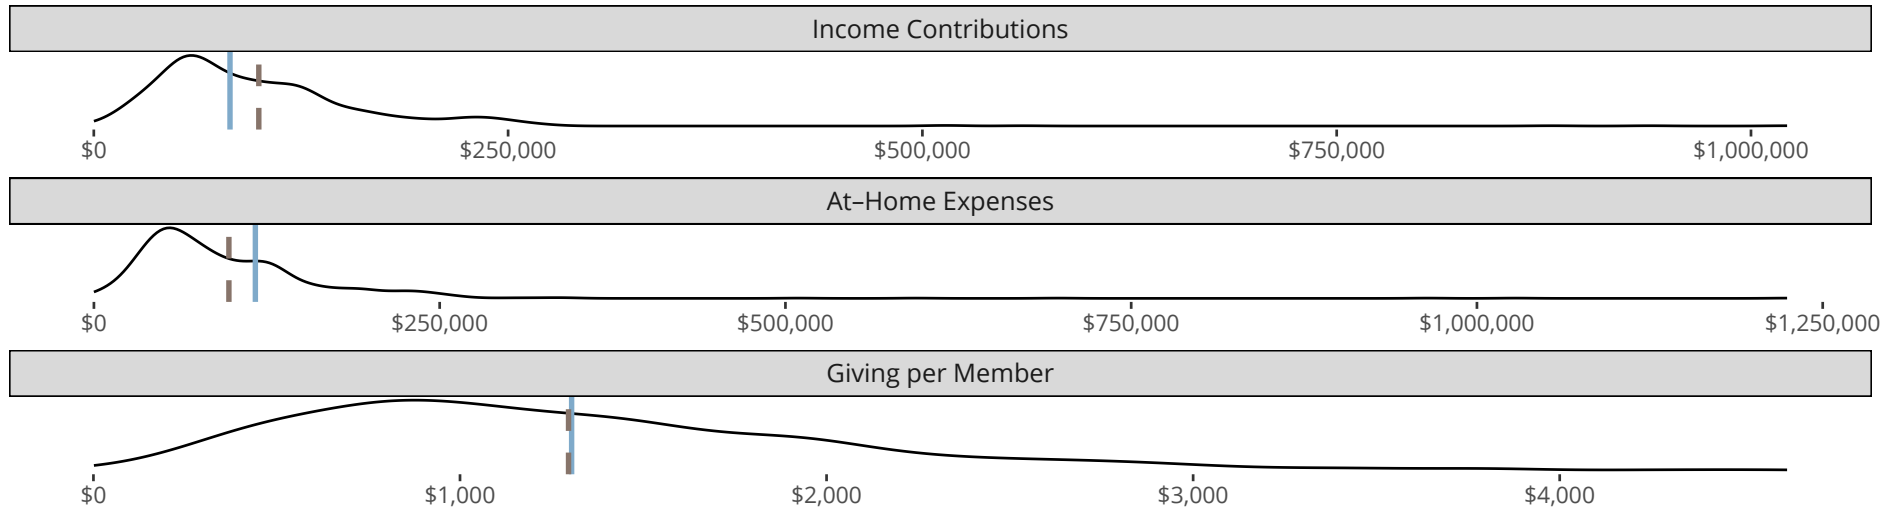 Income Contributions
$0 $250,000 $500,000 $750,000 $1,000,000
At–Home Expenses
$0 $250,000 $500,000 $750,000 $1,000,000 $1,250,000
Giving per Member
$0 $1,000 $2,000 $3,000 $4,000